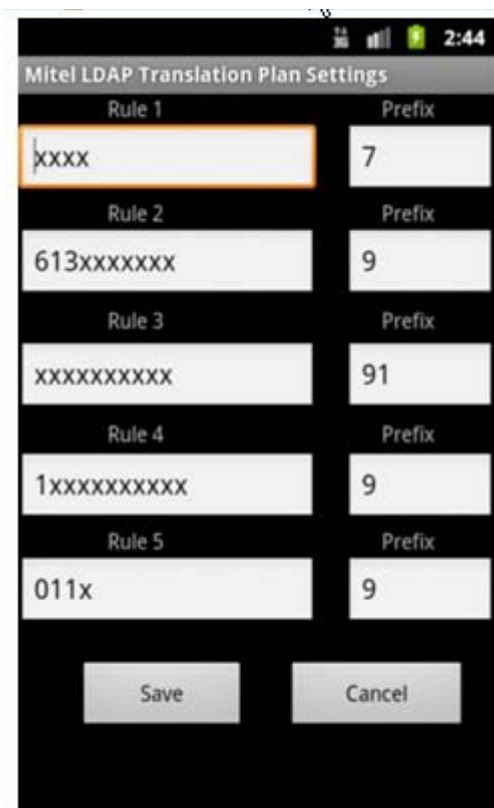 3G 2:44
Mitel LDAP Translation Plan Settings
Rule 1 Prefix
xxxx 7
Rule 2 Prefix
613xxxxxxx 9
Rule 3 Prefix
xxxxxxxxxx 91
Rule 4 Prefix
1xxxxxxxxxx 9
Rule 5 Prefix
011x 9
Save Cancel